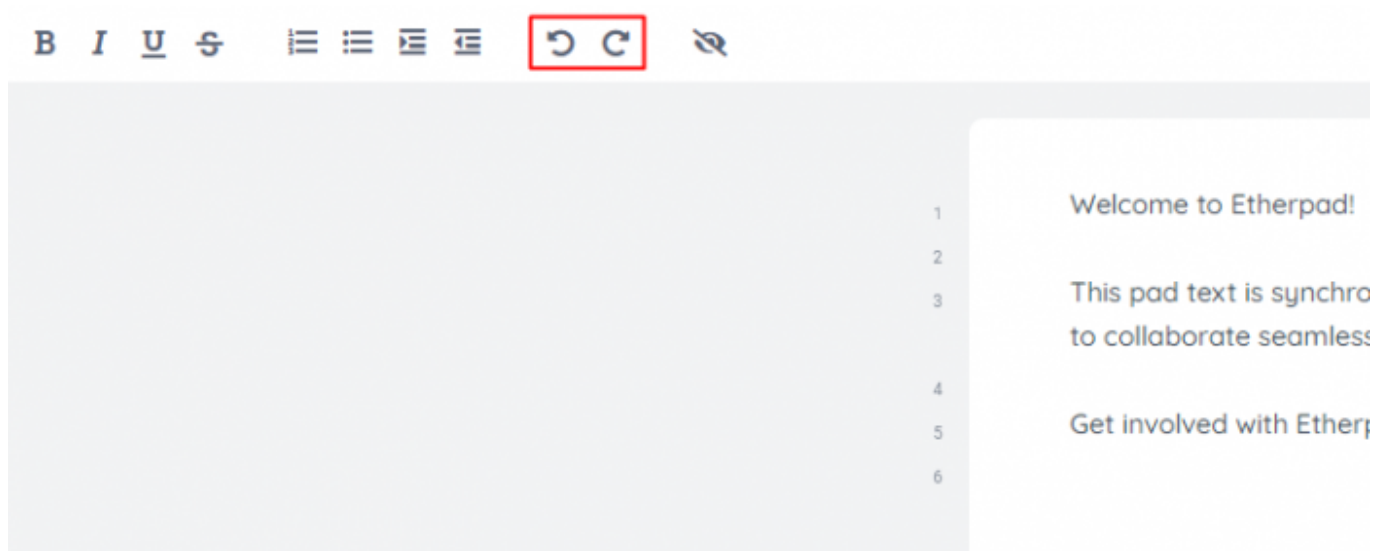 B I U S
1 Welcome to Etherpad!
2
3 This pad text is synchro
to collaborate seamless
4
5 Get involved with Etherp
6